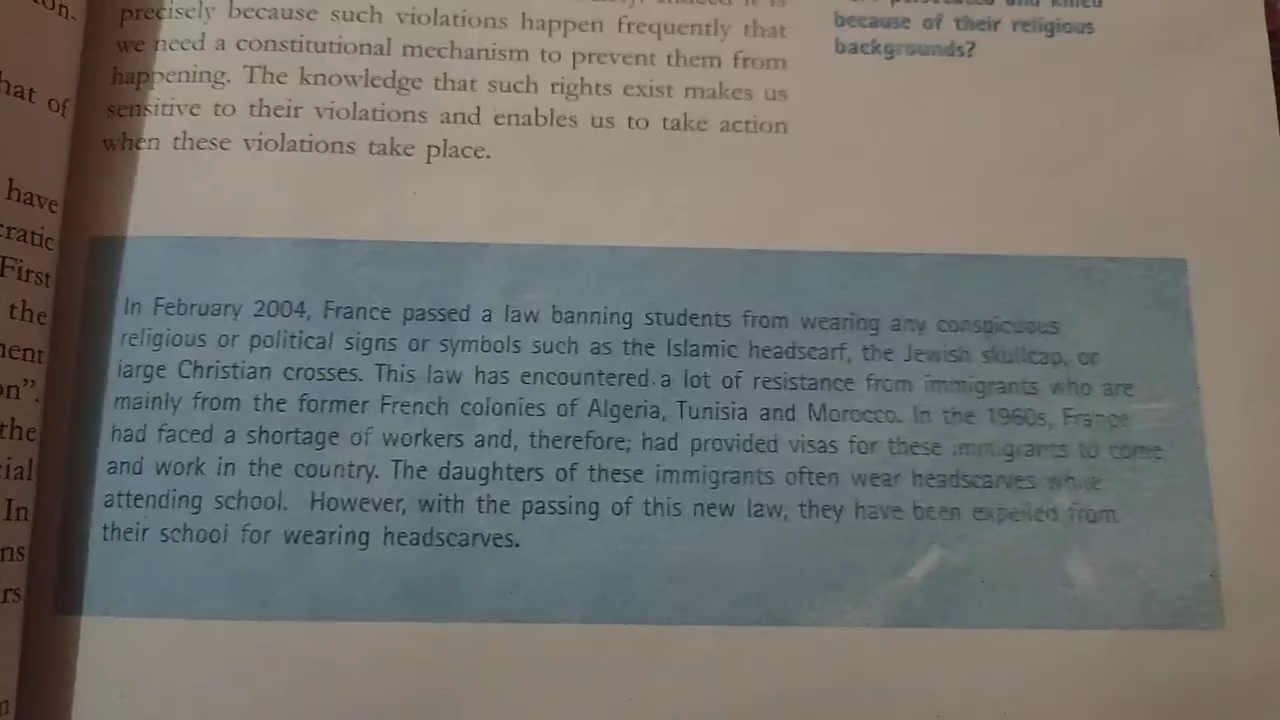 precisely because such violations happen frequently that
we need a constitutional mechanism to prevent them from
happening. The knowledge that such rights exist makes us
sensitive to their violations and enables us to take action
when these violations take place.
because of their religious
backgrounds?
hat of
have
cratic
First
the
ment
on”.
the
cial
In
ns
rs
In February 2004, France passed a law banning students from wearing any conspicuous
religious or political signs or symbols such as the Islamic headscarf, the Jewish skullcap, or
large Christian crosses. This law has encountered a lot of resistance from immigrants who are
mainly from the former French colonies of Algeria, Tunisia and Morocco. In the 1960s, France
had faced a shortage of workers and, therefore; had provided visas for these immigrants to come
and work in the country. The daughters of these immigrants often wear headscarves while
attending school. However, with the passing of this new law, they have been expelled from
their school for wearing headscarves.